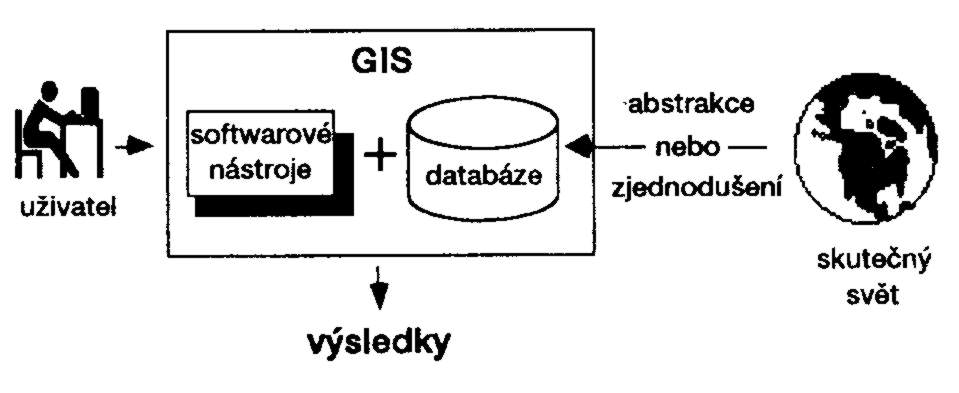 GIS
softwarové
nástroje
+
databáze
uživatel
abstrakce
nebo
zjednodušení
skutečný
svět
výsledky